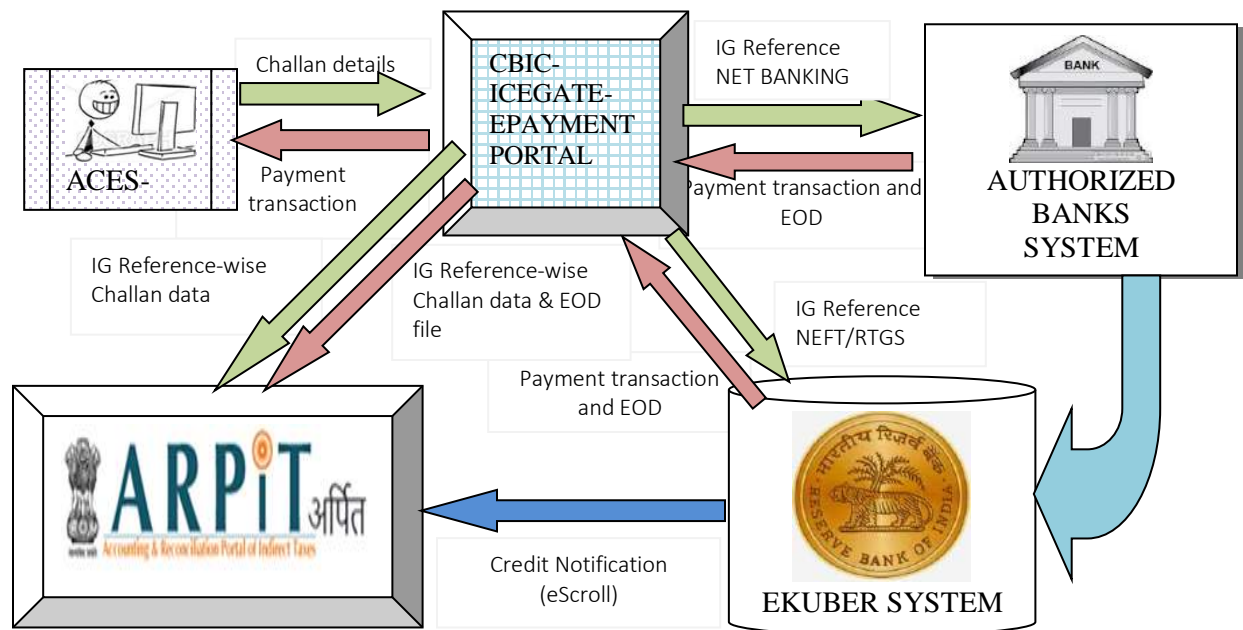 Challan details
CBIC-
ICEGATE-
EPAYMENT
PORTAL
IG Reference
NET BANKING
BANK
ACES-
Payment
transaction
Payment transaction and
EOD
AUTHORIZED
BANKS
SYSTEM
IG Reference-wise
Challan data
IG Reference-wise
Challan data & EOD
file
IG Reference
NEFT/RTGS
Payment transaction
and EOD
ARPiT अर्पित
Accounting & Reconciliation Portal of Indirect Taxes
भारतीय रिज़र्व बैंक
RESERVE BANK OF INDIA
Credit Notification
(eScroll)
EKUBER SYSTEM